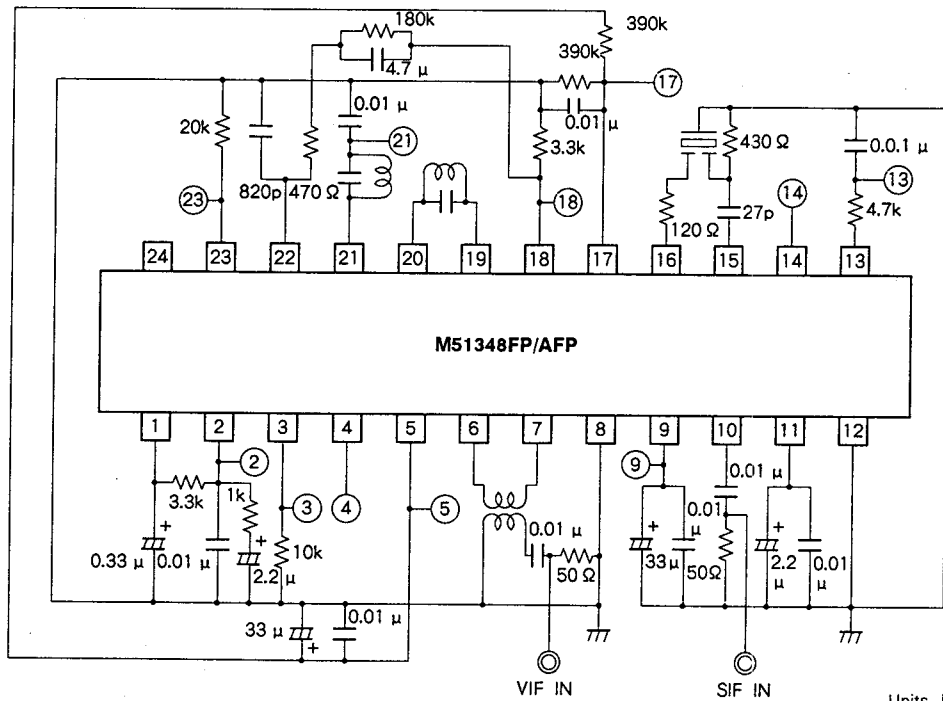 180k
390k
390k
4.7 μ
17
0.01 μ
0.01 μ
20k
21
3.3k
430 Ω
0.0.1 μ
23
820p
470 Ω
18
14
13
120 Ω
27p
4.7k
24
23
22
21
20
19
18
17
16
15
14
13
M51348FP/AFP
1
2
3
4
5
6
7
8
9
10
11
12
2
3.3k
1k
3
4
5
9
0.01 μ
0.33 μ
+
0.01 μ
+
2.2 μ
10k
0.01 μ
50 Ω
+
33 μ
0.01 μ
50Ω
+
2.2 μ
0.01 μ
33 μ
+
0.01 μ
VIF IN
SIF IN
Units